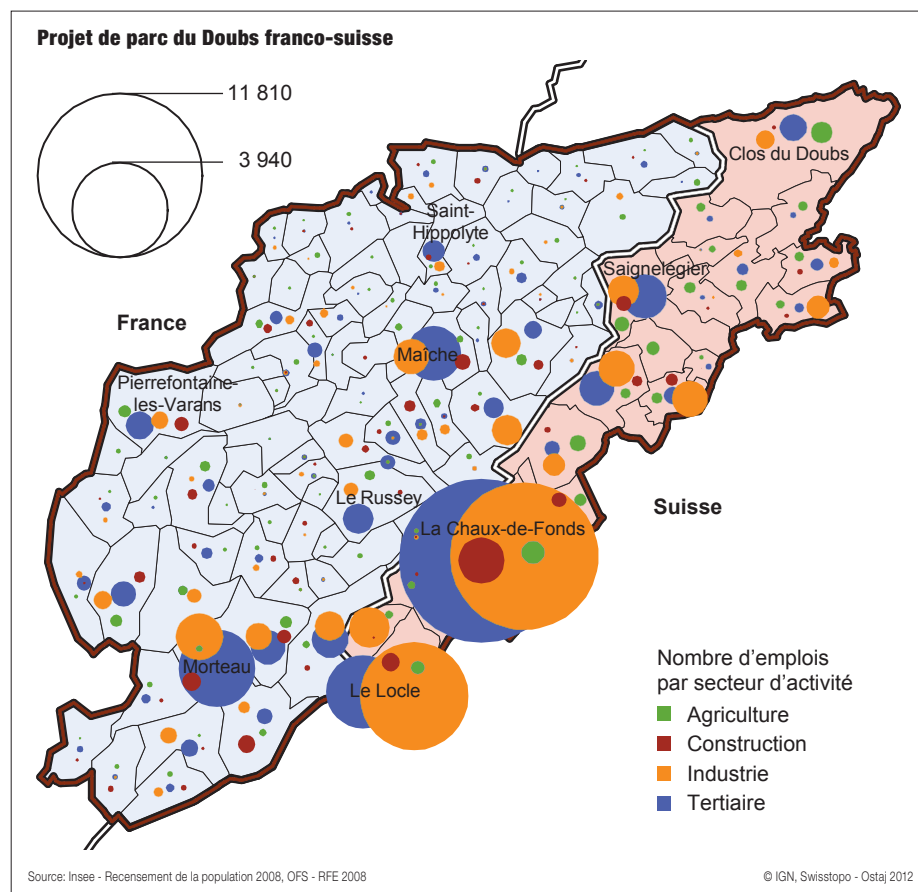 Projet de parc du Doubs franco-suisse
11 810
3 940
Clos du Doubs
Saint-
Hippolyte
Saignelégier
France
Maîche
Pierrefontaine-
les-Varans
Le Russey
Suisse
La Chaux-de-Fonds
Morteau
Le Locle
Nombre d'emplois
par secteur d'activité
Agriculture
Construction
Industrie
Tertiaire
Source: Insee - Recensement de la population 2008, OFS - RFE 2008
© IGN, Swisstopo - Ostaj 2012